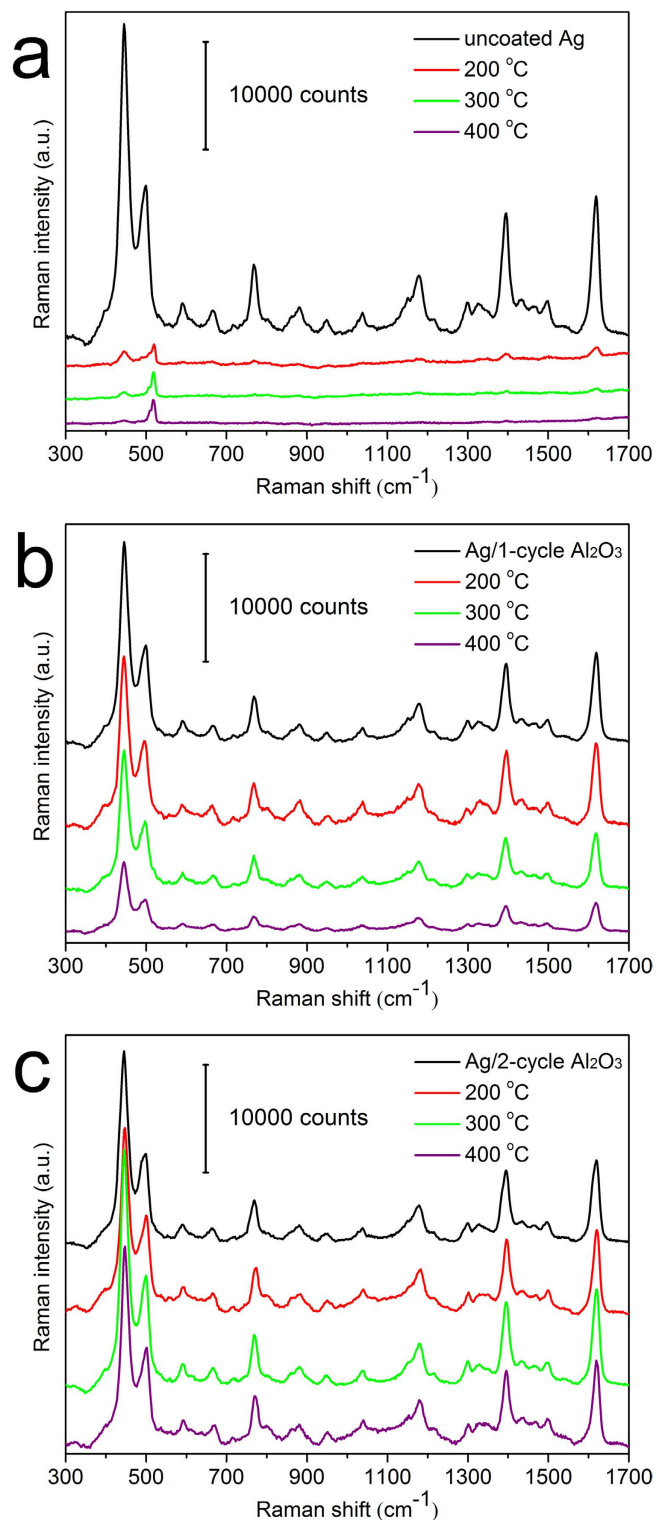 a
uncoated Ag
200 °C
300 °C
400 °C
10000 counts
Raman intensity (a.u.)
300 500 700 900 1100 1300 1500 1700
Raman shift (cm⁻¹)
b
Ag/1-cycle Al₂O₃
200 °C
300 °C
400 °C
10000 counts
Raman intensity (a.u.)
300 500 700 900 1100 1300 1500 1700
Raman shift (cm⁻¹)
c
Ag/2-cycle Al₂O₃
200 °C
300 °C
400 °C
10000 counts
Raman intensity (a.u.)
300 500 700 900 1100 1300 1500 1700
Raman shift (cm⁻¹)